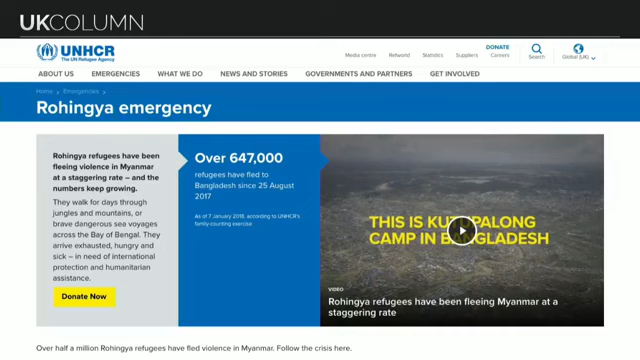 UKCOLUMN
UNHCR
The UN Refugee Agency
Media centre
Refworld
Statistics
Suppliers
DONATE
Careers
Search
Global (UK)
ABOUT US
EMERGENCIES
WHAT WE DO
NEWS AND STORIES
GOVERNMENTS AND PARTNERS
GET INVOLVED
Home > Emergencies >
Rohingya emergency
Rohingya refugees have been
fleeing violence in Myanmar
at a staggering rate – and the
numbers keep growing.
They walk for days through
jungles and mountains, or
brave dangerous sea voyages
across the Bay of Bengal. They
arrive exhausted, hungry and
sick – in need of international
protection and humanitarian
assistance.
Donate Now
Over 647,000
refugees have fled to
Bangladesh since 25 August
2017
As of 7 January 2018, according to UNHCR's
family-counting exercise
THIS IS KUTUPALONG
CAMP IN BANGLADESH
VIDEO
Rohingya refugees have been fleeing Myanmar at a
staggering rate
Over half a million Rohingya refugees have fled violence in Myanmar. Follow the crisis here.